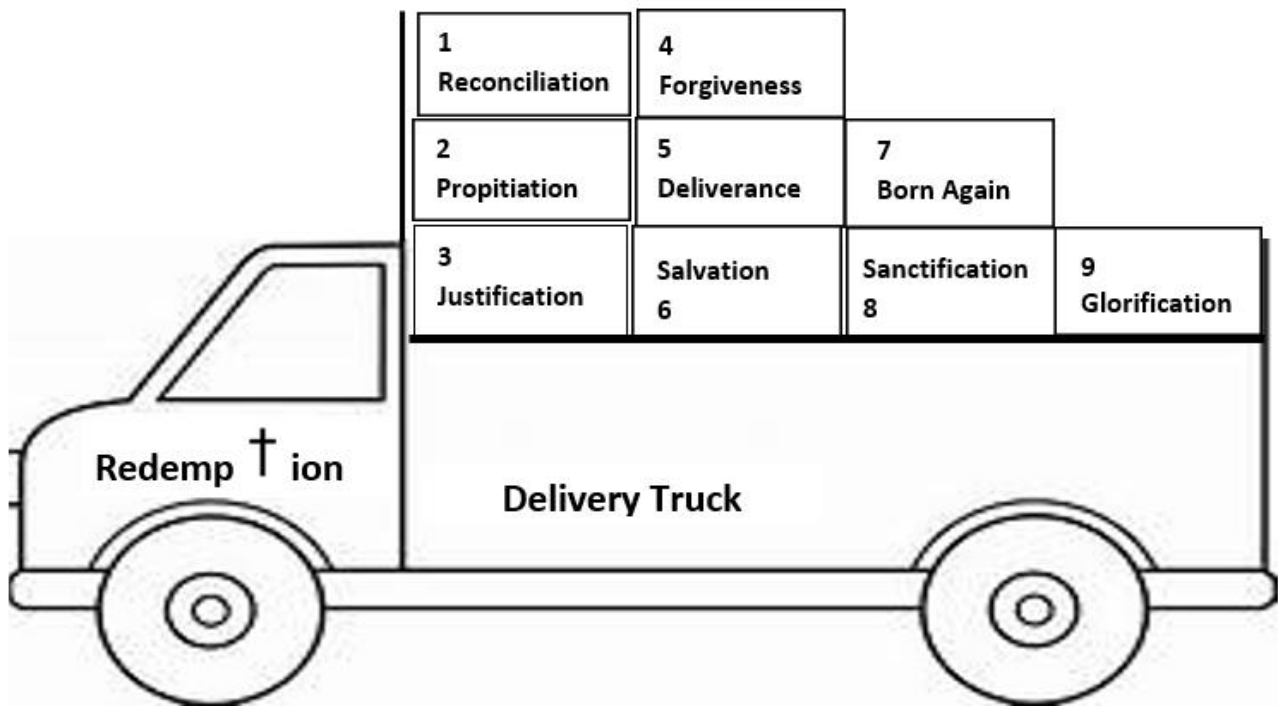 1
Reconciliation
4
Forgiveness
2
Propitiation
5
Deliverance
7
Born Again
3
Justification
Salvation
6
Sanctification
8
9
Glorification
Redemp † ion
Delivery Truck